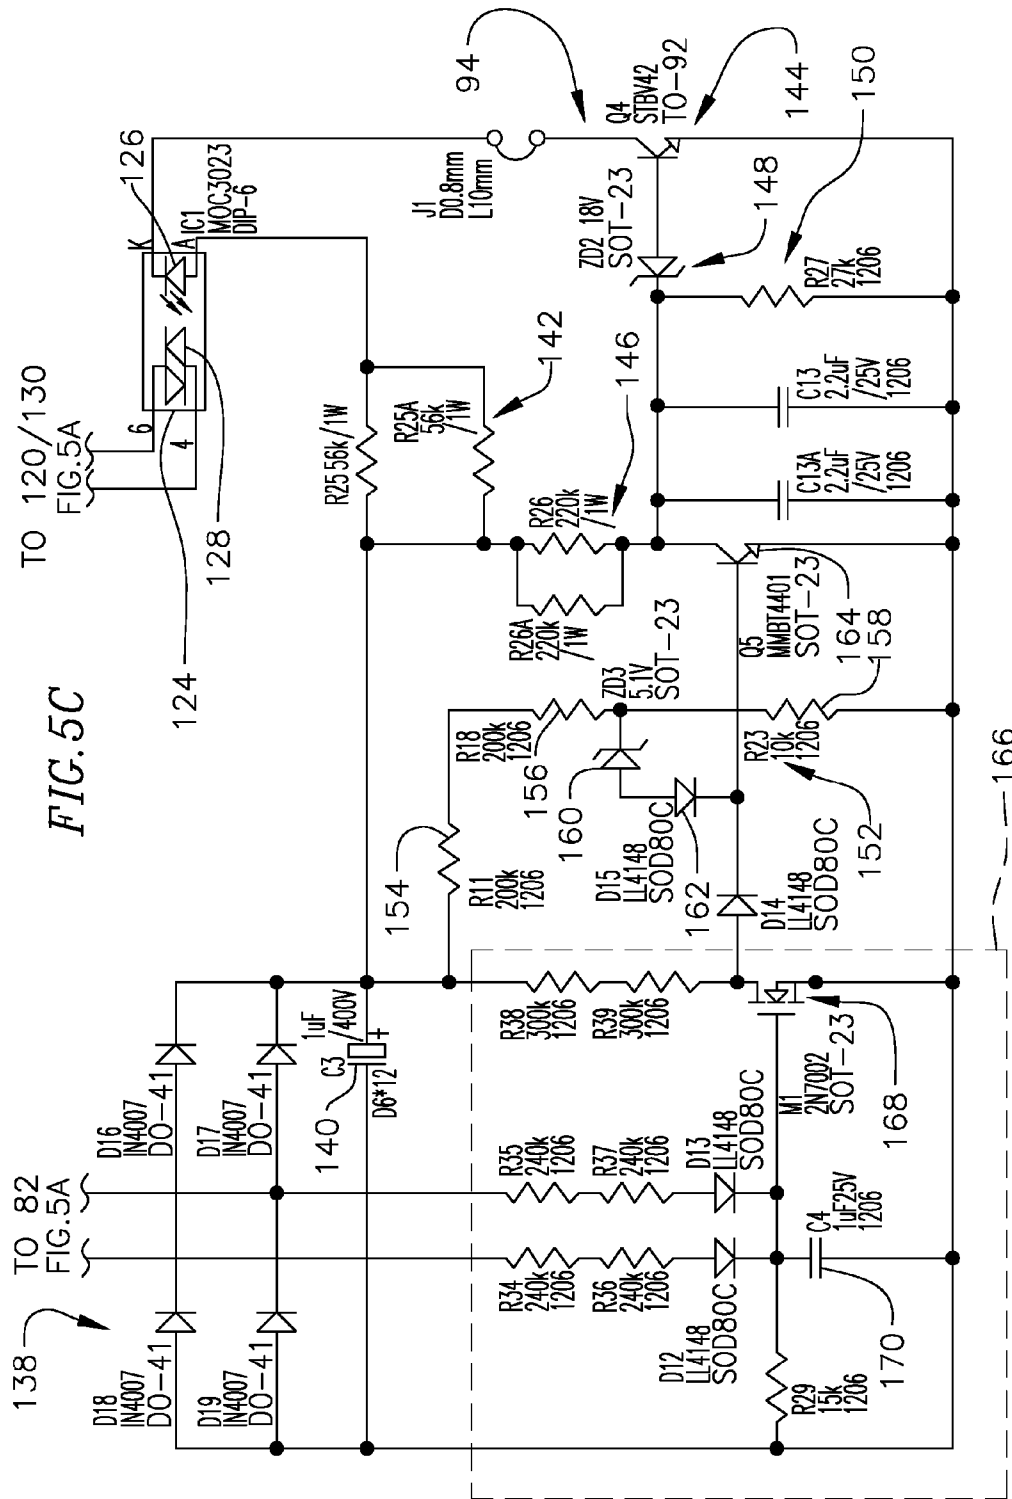 FIG.5C
TO 120/130
FIG.5A
6
4
K
A
126
IC1
MOC3023
DIP-6
124
128
94
J1
D0.8mm
L10mm
Q4
STBV42
TO-92
144
R25 56k/1W
R25A
56k
/1W
142
R26
220k
/1W
146
R26A
220k
/1W
ZD2 18V
SOT-23
148
150
R27
27k
1206
C13
2.2uF
/25V
1206
C13A
2.2uF
/25V
1206
Q5
MMBT4401
SOT-23
164
158
R18
200k
1206
156
ZD3
5.1V
SOT-23
160
R23
10k
1206
152
D15
LL4148
SOD80C
162
154
R11
200k
1206
D14
LL4148
SOD80C
166
TO 82
FIG.5A
138
D16
IN4007
DO-41
D17
IN4007
DO-41
D18
IN4007
DO-41
D19
IN4007
DO-41
1uF
/400V
C3
+
D6*12
140
R38
300k
1206
R39
300k
1206
R35
240k
1206
R37
240k
1206
R34
240k
1206
R36
240k
1206
D13
LL4148
SOD80C
D12
LL4148
SOD80C
M1
2N7002
SOT-23
168
C4
1uF25V
1206
170
R29
15k
1206